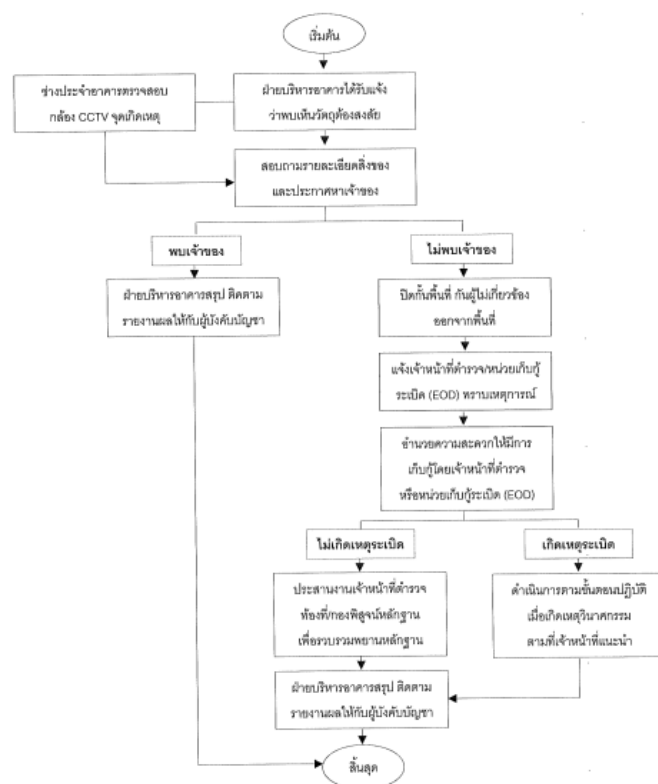 เริ่มต้น
ช่างประจำอาคารตรวจสอบ
กล้อง CCTV จุดเกิดเหตุ
ฝ่ายบริหารอาคารได้รับแจ้ง
ว่าพบเห็นวัตถุต้องสงสัย
สอบถามรายละเอียดสิ่งของ
และประกาศหาเจ้าของ
พบเจ้าของ
ไม่พบเจ้าของ
ฝ่ายบริหารอาคารสรุป ติดตาม
รายงานผลให้กับผู้บังคับบัญชา
ปิดกั้นพื้นที่ กันผู้ไม่เกี่ยวข้อง
ออกจากพื้นที่
แจ้งเจ้าหน้าที่ตำรวจ/หน่วยเก็บกู้
ระเบิด (EOD) ทราบเหตุการณ์
อำนวยความสะดวกให้มีการ
เก็บกู้โดยเจ้าหน้าที่ตำรวจ
หรือหน่วยเก็บกู้ระเบิด (EOD)
ไม่เกิดเหตุระเบิด
เกิดเหตุระเบิด
ประสานงานเจ้าหน้าที่ตำรวจ
ท้องที่/กองพิสูจน์หลักฐาน
เพื่อรวบรวมพยานหลักฐาน
ดำเนินการตามขั้นตอนปฏิบัติ
เมื่อเกิดเหตุวินาศกรรม
ตามที่เจ้าหน้าที่แนะนำ
ฝ่ายบริหารอาคารสรุป ติดตาม
รายงานผลให้กับผู้บังคับบัญชา
สิ้นสุด